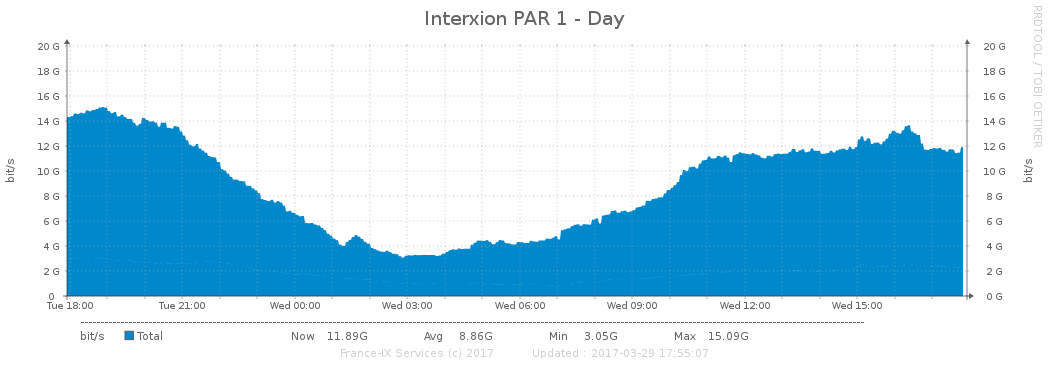 Interxion PAR 1 - Day
RRDTOOL / TOBI OETIKER
20 G 20 G
18 G 18 G
16 G 16 G
14 G 14 G
12 G 12 G
10 G 10 G
8 G 8 G
6 G 6 G
4 G 4 G
2 G 2 G
0 0 G
bit/s
bit/s
Tue 18:00 Tue 21:00 Wed 00:00 Wed 03:00 Wed 06:00 Wed 09:00 Wed 12:00 Wed 15:00
bit/s Total Now 11.89G Avg 8.86G Min 3.05G Max 15.09G
France-IX Services (c) 2017 Updated : 2017-03-29 17:55:07